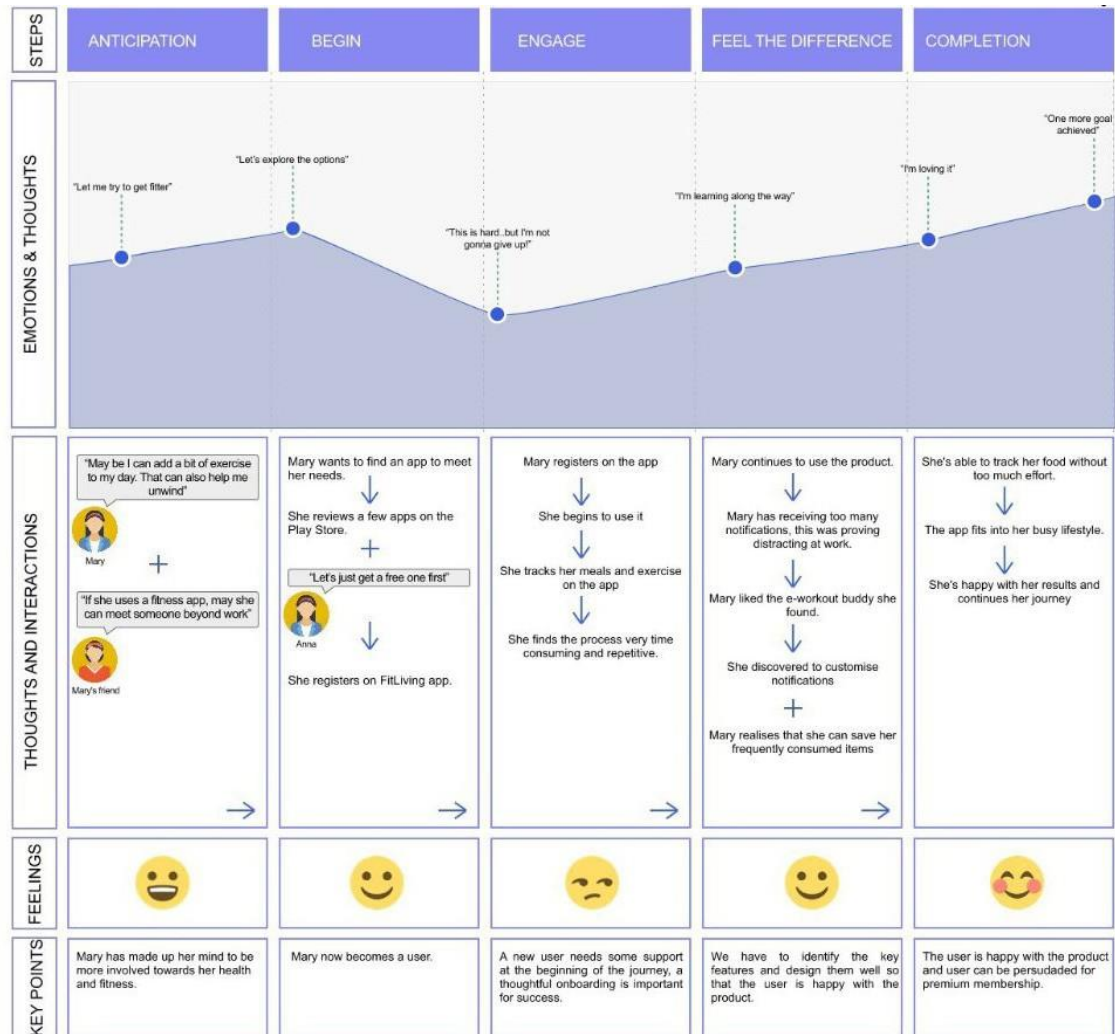 STEPS
ANTICIPATION
BEGIN
ENGAGE
FEEL THE DIFFERENCE
COMPLETION
EMOTIONS & THOUGHTS
"Let me try to get fitter"
"Let's explore the options"
"This is hard..but I'm not
gonna give up!"
"I'm learning along the way"
"I'm loving it"
"One more goal
achieved"
THOUGHTS AND INTERACTIONS
"May be I can add a bit of exercise
to my day. That can also help me
unwind"
Mary
+
"If she uses a fitness app, may she
can meet someone beyond work"
Mary's friend
Mary wants to find an app to meet
her needs.
She reviews a few apps on the
Play Store.
+
"Let's just get a free one first"
Anna
She registers on FitLiving app.
Mary registers on the app
She begins to use it
She tracks her meals and exercise
on the app
She finds the process very time
consuming and repetitive.
Mary continues to use the product.
Mary has receiving too many
notifications, this was proving
distracting at work.
Mary liked the e-workout buddy she
found.
She discovered to customise
notifications
+
Mary realises that she can save her
frequently consumed items
She's able to track her food without
too much effort.
The app fits into her busy lifestyle.
She's happy with her results and
continues her journey
FEELINGS
KEY POINTS
Mary has made up her mind to be
more involved towards her health
and fitness.
Mary now becomes a user.
A new user needs some support
at the beginning of the journey, a
thoughtful onboarding is important
for success.
We have to identify the key
features and design them well so
that the user is happy with the
product.
The user is happy with the product
and user can be persudaded for
premium membership.